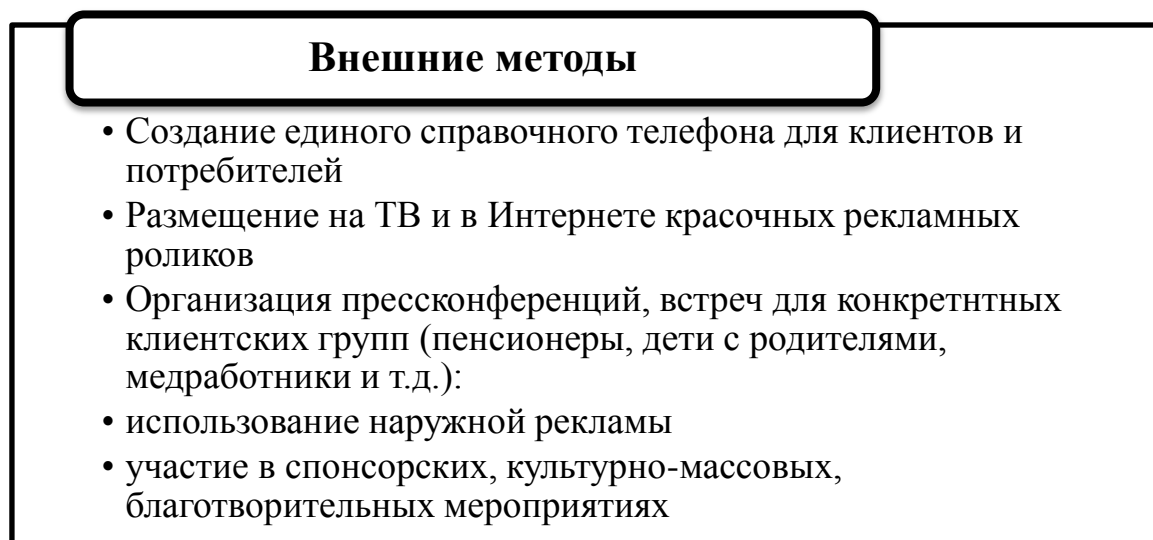 Внешние методы
• Создание единого справочного телефона для клиентов и
потребителей
• Размещение на ТВ и в Интернете красочных рекламных
роликов
• Организация прессконференций, встреч для конкретнтных
клиентских групп (пенсионеры, дети с родителями,
медработники и т.д.):
• использование наружной рекламы
• участие в спонсорских, культурно-массовых,
благотворительных мероприятиях